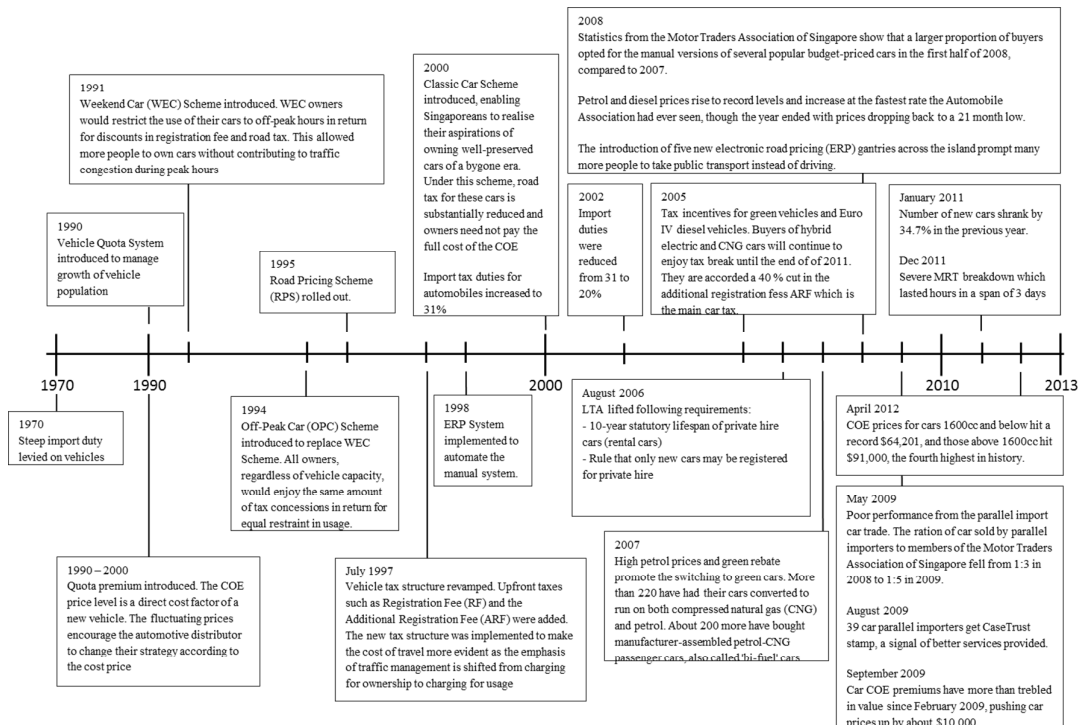 2008
Statistics from the Motor Traders Association of Singapore show that a larger proportion of buyers
opted for the manual versions of several popular budget-priced cars in the first half of 2008,
compared to 2007.
Petrol and diesel prices rise to record levels and increase at the fastest rate the Automobile
Association had ever seen, though the year ended with prices dropping back to a 21 month low.
The introduction of five new electronic road pricing (ERP) gantries across the island prompt many
more people to take public transport instead of driving.
2000
Classic Car Scheme
introduced, enabling
Singaporeans to realise
their aspirations of
owning well-preserved
cars of a bygone era.
Under this scheme, road
tax for these cars is
substantially reduced and
owners need not pay the
full cost of the COE
Import tax duties for
automobiles increased to
31%
1991
Weekend Car (WEC) Scheme introduced. WEC owners
would restrict the use of their cars to off-peak hours in return
for discounts in registration fee and road tax. This allowed
more people to own cars without contributing to traffic
congestion during peak hours
1990
Vehicle Quota System
introduced to manage
growth of vehicle
population
1995
Road Pricing Scheme
(RPS) rolled out.
2002
Import
duties
were
reduced
from 31 to
20%
2005
Tax incentives for green vehicles and Euro
IV diesel vehicles. Buyers of hybrid
electric and CNG cars will continue to
enjoy tax break until the end of of 2011.
They are accorded a 40 % cut in the
additional registration fess ARF which is
the main car tax.
January 2011
Number of new cars shrank by
34.7% in the previous year.
Dec 2011
Severe MRT breakdown which
lasted hours in a span of 3 days
1970
1990
2000
2010
2013
1970
Steep import duty
levied on vehicles
1994
Off-Peak Car (OPC) Scheme
introduced to replace WEC
Scheme. All owners,
regardless of vehicle capacity,
would enjoy the same amount
of tax concessions in return for
equal restraint in usage.
1998
ERP System
implemented to
automate the
manual system.
August 2006
LTA lifted following requirements:
- 10-year statutory lifespan of private hire
cars (rental cars)
- Rule that only new cars may be registered
for private hire
April 2012
COE prices for cars 1600cc and below hit a
record $64,201, and those above 1600cc hit
$91,000, the fourth highest in history.
1990 – 2000
Quota premium introduced. The COE
price level is a direct cost factor of a
new vehicle. The fluctuating prices
encourage the automotive distributor
to change their strategy according to
the cost price
July 1997
Vehicle tax structure revamped. Upfront taxes
such as Registration Fee (RF) and the
Additional Registration Fee (ARF) were added.
The new tax structure was implemented to make
the cost of travel more evident as the emphasis
of traffic management is shifted from charging
for ownership to charging for usage
2007
High petrol prices and green rebate
promote the switching to green cars. More
than 220 have had their cars converted to
run on both compressed natural gas (CNG)
and petrol. About 200 more have bought
manufacturer-assembled petrol-CNG
passenger cars, also called 'bi-fuel' cars
May 2009
Poor performance from the parallel import
car trade. The ration of car sold by parallel
importers to members of the Motor Traders
Association of Singapore fell from 1:3 in
2008 to 1:5 in 2009.
August 2009
39 car parallel importers get CaseTrust
stamp, a signal of better services provided.
September 2009
Car COE premiums have more than trebled
in value since February 2009, pushing car
prices up by about $10,000